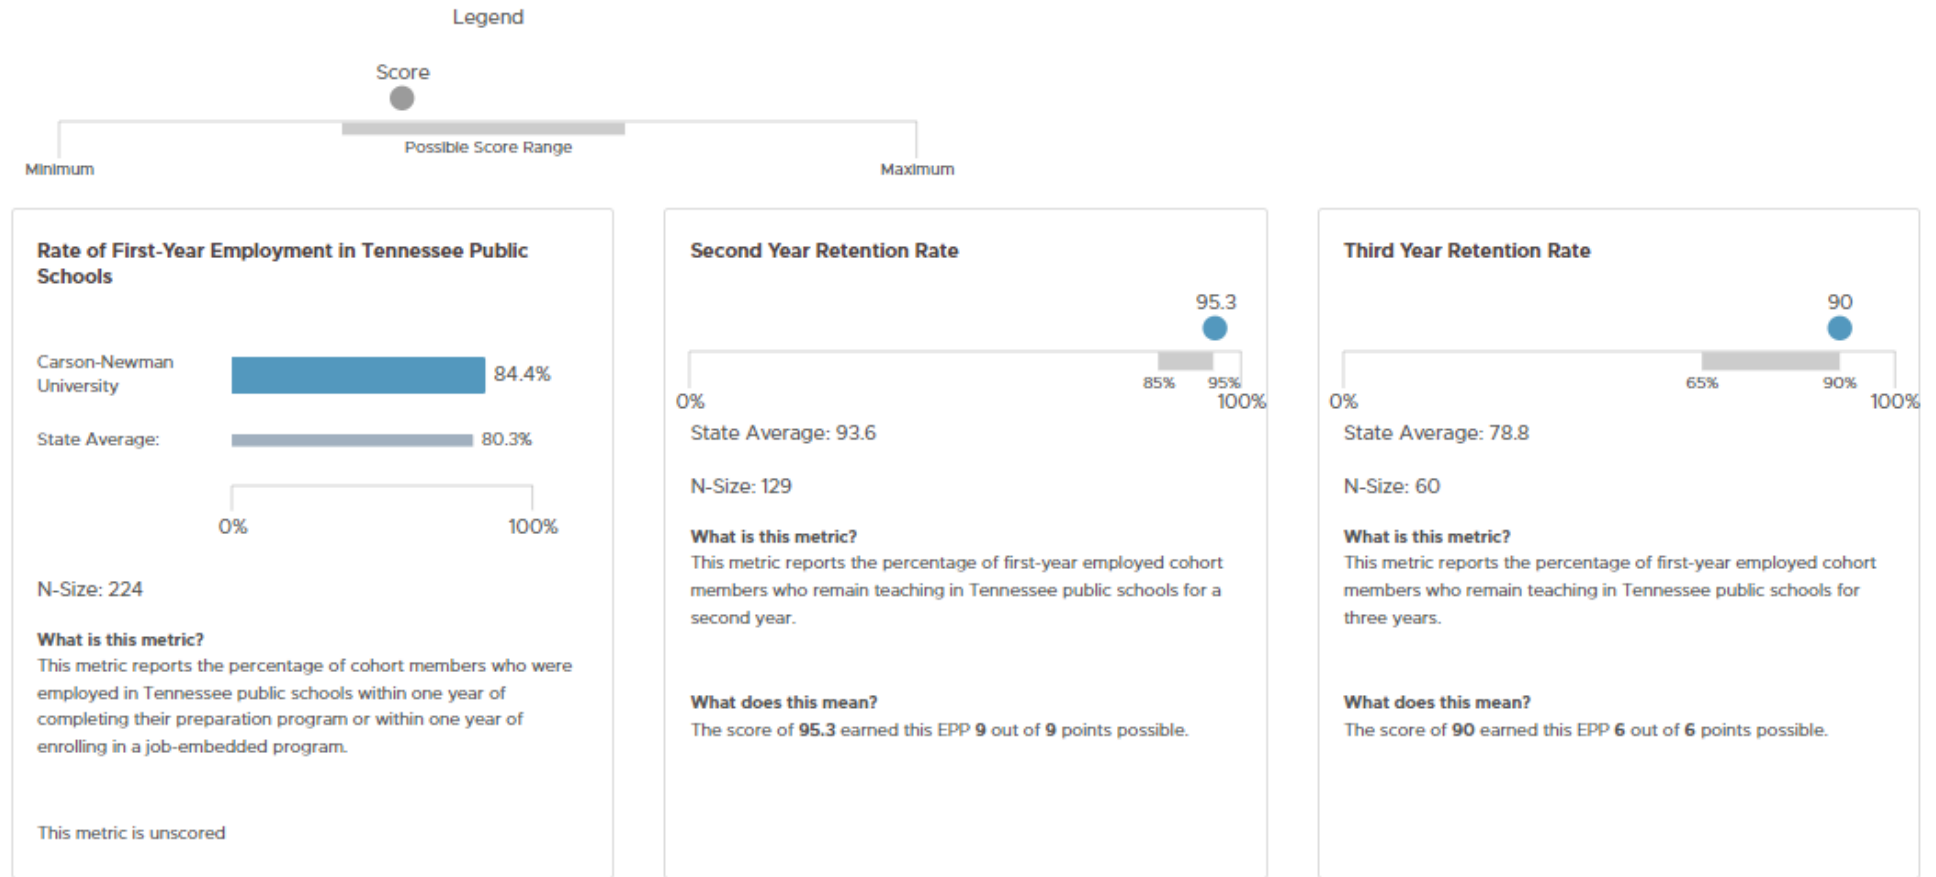 Legend
Score
Possible Score Range
Minimum
Maximum
Rate of First-Year Employment in Tennessee Public
Schools
Carson-Newman
University
84.4%
State Average:
80.3%
0%
100%
N-Size: 224
What is this metric?
This metric reports the percentage of cohort members who were
employed in Tennessee public schools within one year of
completing their preparation program or within one year of
enrolling in a job-embedded program.
This metric is unscored
Second Year Retention Rate
95.3
85%
95%
0%
100%
State Average: 93.6
N-Size: 129
What is this metric?
This metric reports the percentage of first-year employed cohort
members who remain teaching in Tennessee public schools for a
second year.
What does this mean?
The score of 95.3 earned this EPP 9 out of 9 points possible.
Third Year Retention Rate
90
65%
90%
0%
100%
State Average: 78.8
N-Size: 60
What is this metric?
This metric reports the percentage of first-year employed cohort
members who remain teaching in Tennessee public schools for
three years.
What does this mean?
The score of 90 earned this EPP 6 out of 6 points possible.